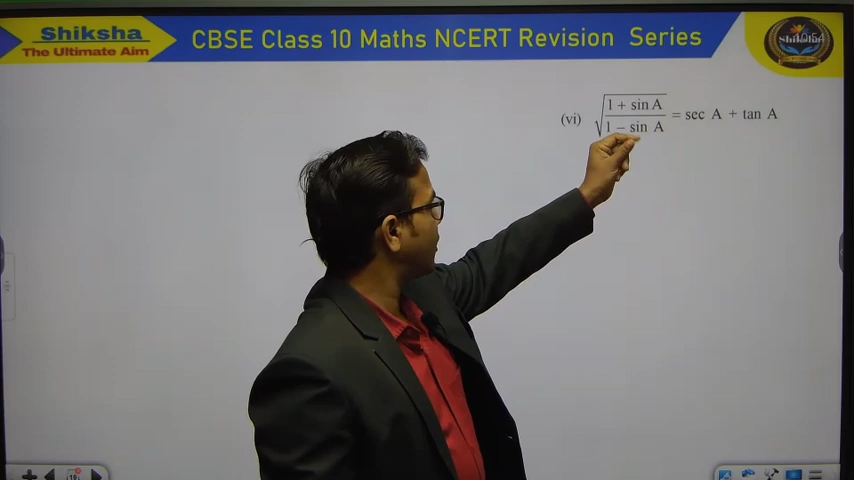 Shiksha
The Ultimate Aim
CBSE Class 10 Maths NCERT Revision Series
(vi) √((1 + sin A)/(1 − sin A)) = sec A + tan A